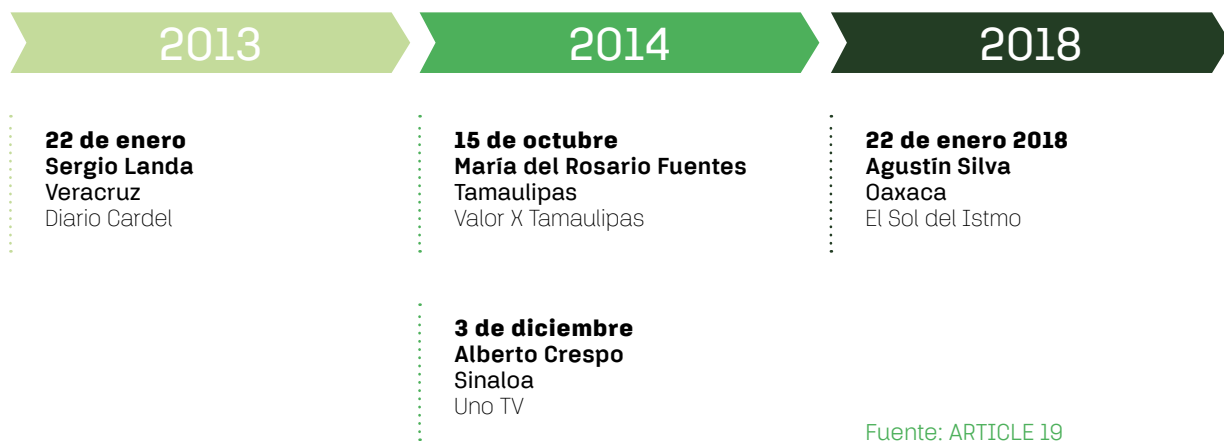 2013
22 de enero
Sergio Landa
Veracruz
Diario Cardel
2014
15 de octubre
María del Rosario Fuentes
Tamaulipas
Valor X Tamaulipas
3 de diciembre
Alberto Crespo
Sinaloa
Uno TV
2018
22 de enero 2018
Agustín Silva
Oaxaca
El Sol del Istmo
Fuente: ARTICLE 19